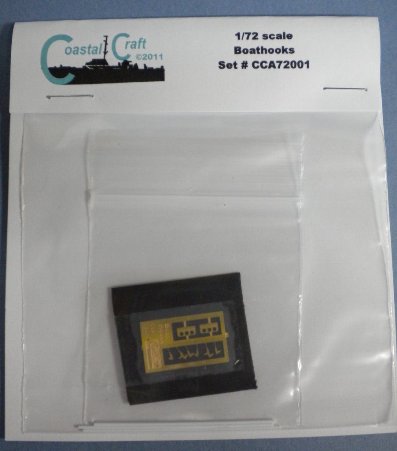 Coastal Craft
©2011
1/72 scale
Boathooks
Set # CCA72001